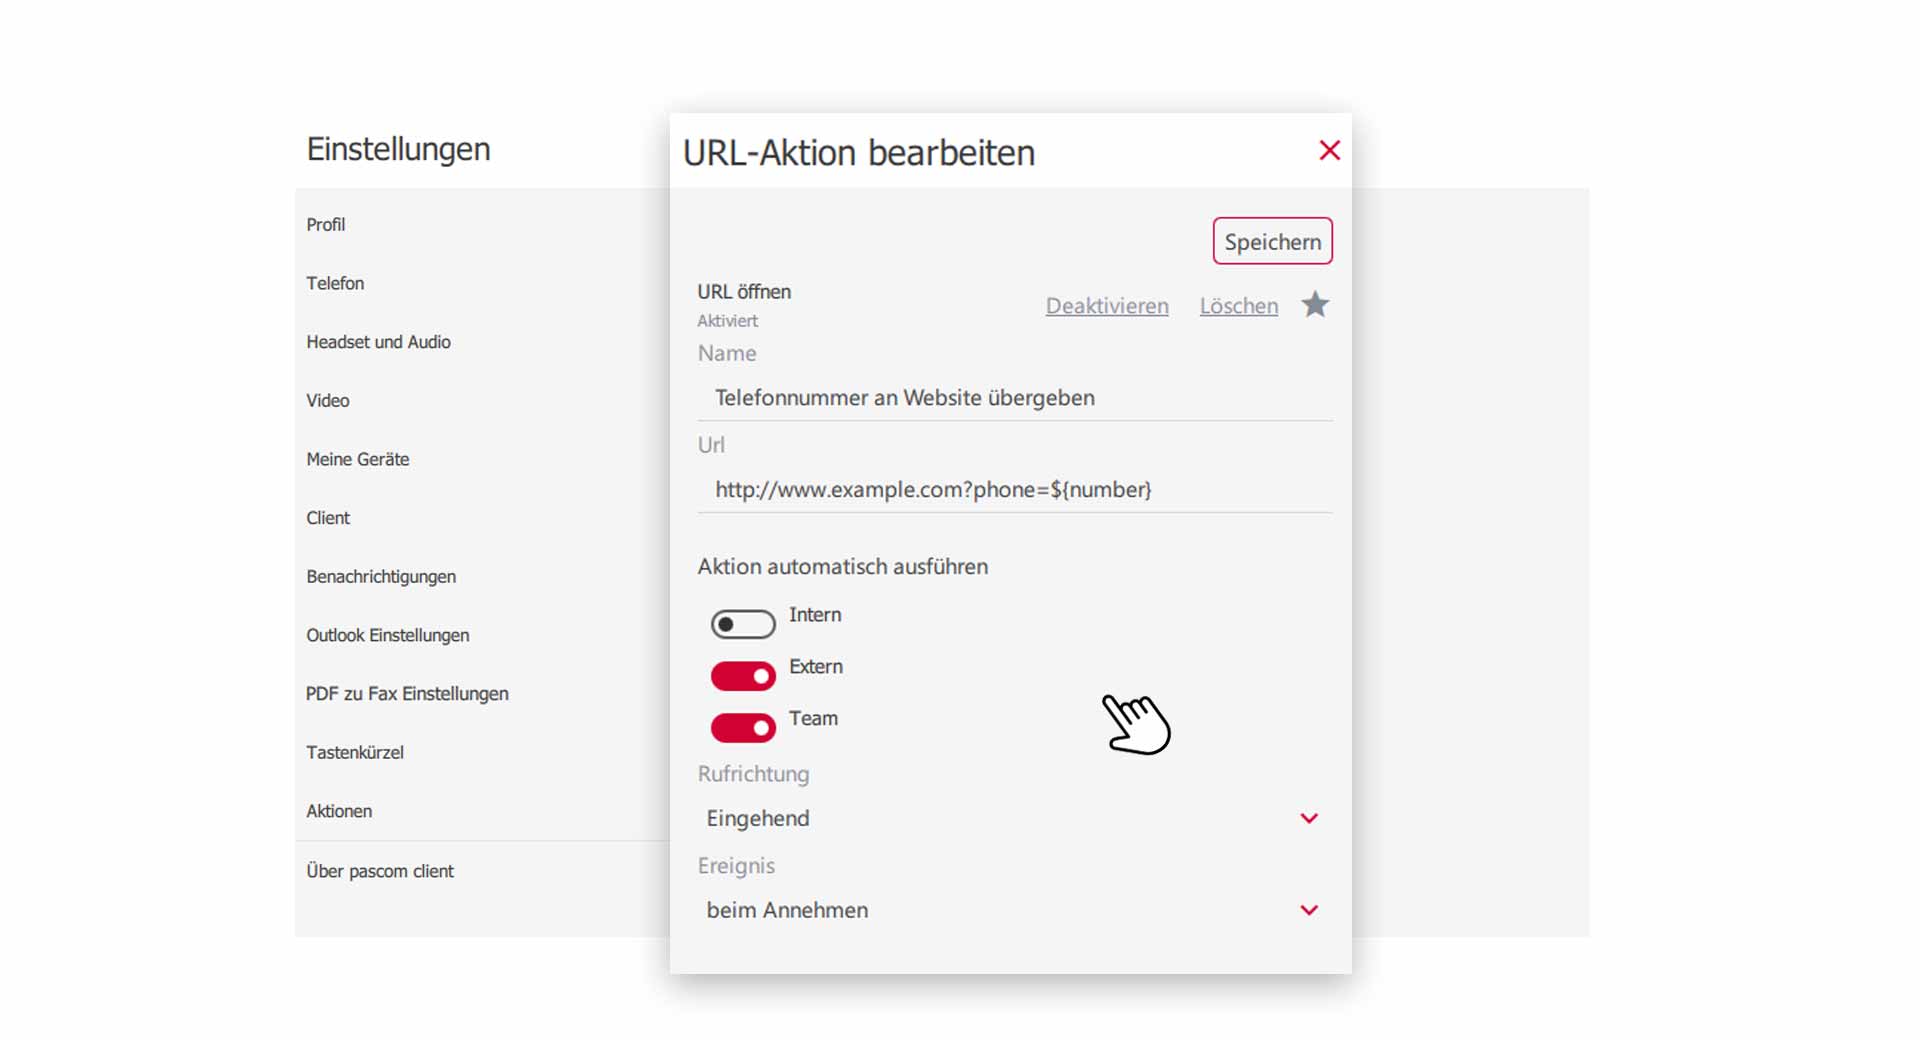 Einstellungen
Profil
Telefon
Headset und Audio
Video
Meine Geräte
Client
Benachrichtigungen
Outlook Einstellungen
PDF zu Fax Einstellungen
Tastenkürzel
Aktionen
Über pascom client
URL-Aktion bearbeiten
Speichern
URL öffnen
Aktiviert
Deaktivieren Löschen
Name
Telefonnummer an Website übergeben
Url
http://www.example.com?phone=${number}
Aktion automatisch ausführen
Intern
Extern
Team
Rufrichtung
Eingehend
Ereignis
beim Annehmen